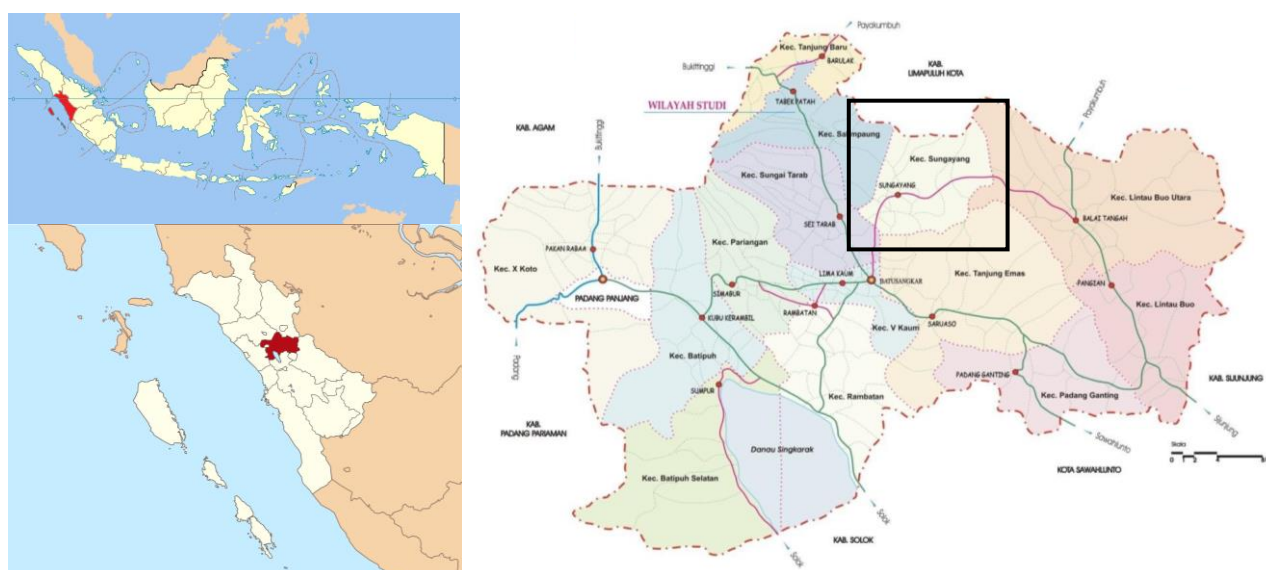 Payakumbuh
Kec. Tanjung Baru
BARULAK
Bukittinggi
KAB.
LIMAPULUH KOTA
WILAYAH STUDI
TABEK PATAH
Payakumbuh
KAB. AGAM
Bukittinggi
Kec. Salimpaung
Kec. Sungayang
Kec. Sungai Tarab
SUNGAYANG
Kec. Lintau Buo Utara
SEI TARAB
BALAI TANGAH
PAKAN RABAA
Kec. Pariangan
Kec. X Koto
LIMA KAUM
BATUSANGKAR
Kec. Tanjung Emas
PADANG PANJANG
SIMABUR
PANGIAN
Kec. Lintau Buo
RAMBATAN
KUBU KERAMBIL
Kec. V Kaum
SARUASO
Padang
Kec. Batipuh
PADANG GANTING
SUMPUR
Kec. Rambatan
Kec. Padang Ganting
KAB. SIJUNJUNG
KAB.
PADANG PARIAMAN
Sijunjung
Sawahlunto
Danau Singkarak
Skala
KOTA SAWAHLUNTO
Kec. Batipuh Selatan
Solok
KAB. SOLOK
Solok